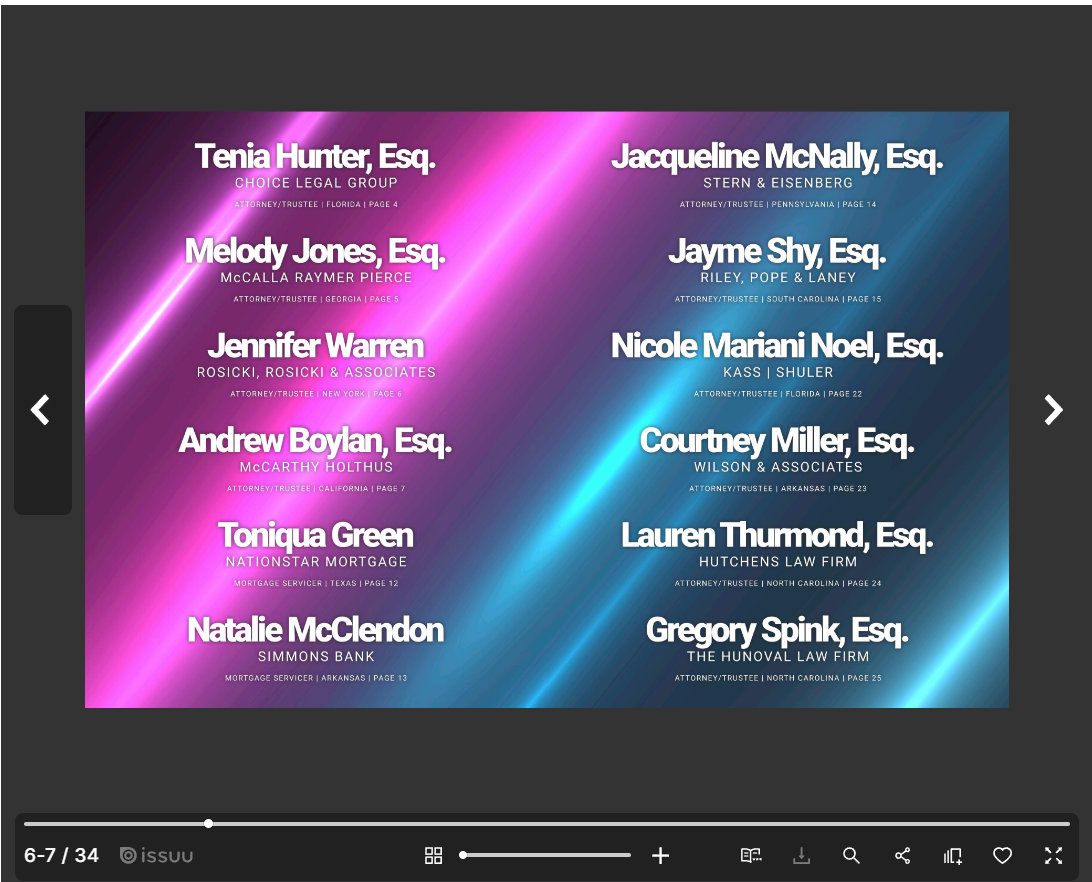 Tenia Hunter, Esq.
CHOICE LEGAL GROUP
ATTORNEY/TRUSTEE | FLORIDA | PAGE 4
Melody Jones, Esq.
McCALLA RAYMER PIERCE
ATTORNEY/TRUSTEE | GEORGIA | PAGE 5
Jennifer Warren
ROSICKI, ROSICKI & ASSOCIATES
ATTORNEY/TRUSTEE | NEW YORK | PAGE 6
Andrew Boylan, Esq.
McCARTHY HOLTHUS
ATTORNEY/TRUSTEE | CALIFORNIA | PAGE 7
Toniqua Green
NATIONSTAR MORTGAGE
MORTGAGE SERVICER | TEXAS | PAGE 12
Natalie McClendon
SIMMONS BANK
MORTGAGE SERVICER | ARKANSAS | PAGE 13
Jacqueline McNally, Esq.
STERN & EISENBERG
ATTORNEY/TRUSTEE | PENNSYLVANIA | PAGE 14
Jayme Shy, Esq.
RILEY, POPE & LANEY
ATTORNEY/TRUSTEE | SOUTH CAROLINA | PAGE 15
Nicole Mariani Noel, Esq.
KASS | SHULER
ATTORNEY/TRUSTEE | FLORIDA | PAGE 22
Courtney Miller, Esq.
WILSON & ASSOCIATES
ATTORNEY/TRUSTEE | ARKANSAS | PAGE 23
Lauren Thurmond, Esq.
HUTCHENS LAW FIRM
ATTORNEY/TRUSTEE | NORTH CAROLINA | PAGE 24
Gregory Spink, Esq.
THE HUNOVAL LAW FIRM
ATTORNEY/TRUSTEE | NORTH CAROLINA | PAGE 25
6-7 / 34
issuu